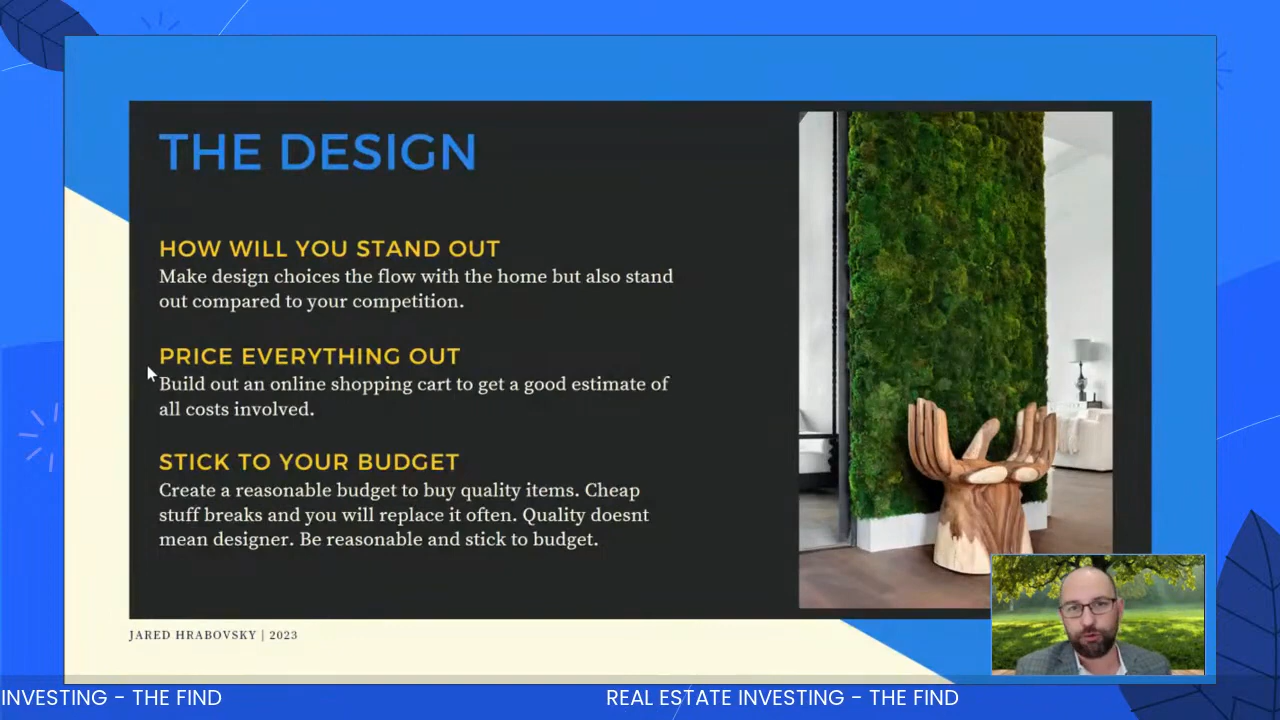 THE DESIGN
HOW WILL YOU STAND OUT
Make design choices the flow with the home but also stand
out compared to your competition.
PRICE EVERYTHING OUT
Build out an online shopping cart to get a good estimate of
all costs involved.
STICK TO YOUR BUDGET
Create a reasonable budget to buy quality items. Cheap
stuff breaks and you will replace it often. Quality doesnt
mean designer. Be reasonable and stick to budget.
JARED HRABOVSKY | 2023
INVESTING - THE FIND
REAL ESTATE INVESTING - THE FIND